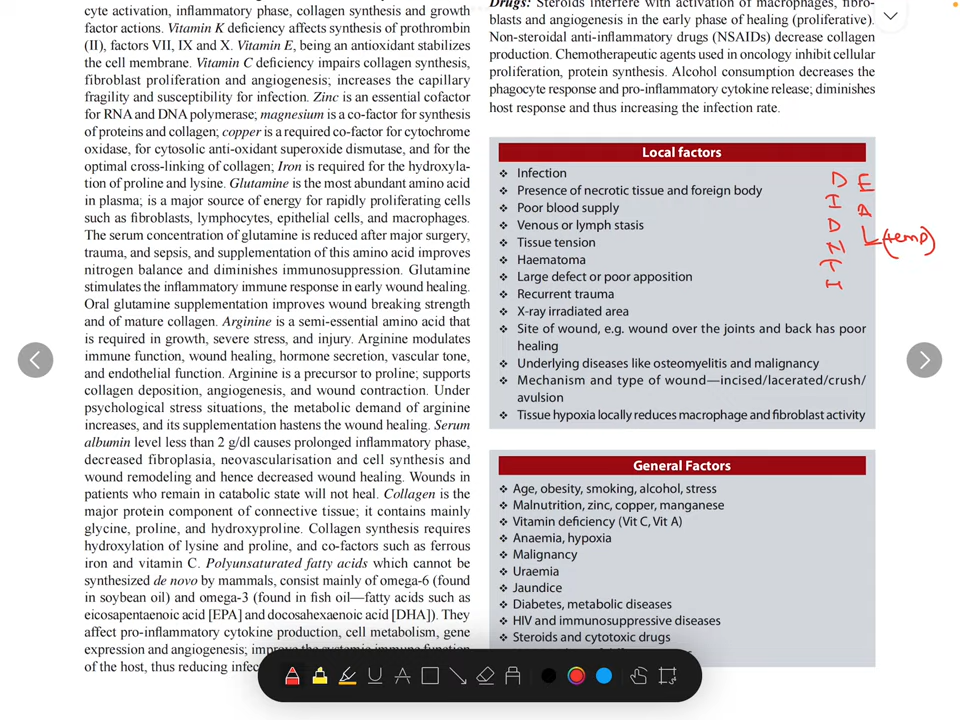 cyte activation, inflammatory phase, collagen synthesis and growth
factor actions. Vitamin K deficiency affects synthesis of prothrombin
(II), factors VII, IX and X. Vitamin E, being an antioxidant stabilizes
the cell membrane. Vitamin C deficiency impairs collagen synthesis,
fibroblast proliferation and angiogenesis; increases the capillary
fragility and susceptibility for infection. Zinc is an essential cofactor
for RNA and DNA polymerase; magnesium is a co-factor for synthesis
of proteins and collagen; copper is a required co-factor for cytochrome
oxidase, for cytosolic anti-oxidant superoxide dismutase, and for the
optimal cross-linking of collagen; Iron is required for the hydroxyla-
tion of proline and lysine. Glutamine is the most abundant amino acid
in plasma; is a major source of energy for rapidly proliferating cells
such as fibroblasts, lymphocytes, epithelial cells, and macrophages.
The serum concentration of glutamine is reduced after major surgery,
trauma, and sepsis, and supplementation of this amino acid improves
nitrogen balance and diminishes immunosuppression. Glutamine
stimulates the inflammatory immune response in early wound healing.
Oral glutamine supplementation improves wound breaking strength
and of mature collagen. Arginine is a semi-essential amino acid that
is required in growth, severe stress, and injury. Arginine modulates
immune function, wound healing, hormone secretion, vascular tone,
and endothelial function. Arginine is a precursor to proline; supports
collagen deposition, angiogenesis, and wound contraction. Under
psychological stress situations, the metabolic demand of arginine
increases, and its supplementation hastens the wound healing. Serum
albumin level less than 2 g/dl causes prolonged inflammatory phase,
decreased fibroplasia, neovascularisation and cell synthesis and
wound remodeling and hence decreased wound healing. Wounds in
patients who remain in catabolic state will not heal. Collagen is the
major protein component of connective tissue; it contains mainly
glycine, proline, and hydroxyproline. Collagen synthesis requires
hydroxylation of lysine and proline, and co-factors such as ferrous
iron and vitamin C. Polyunsaturated fatty acids which cannot be
synthesized de novo by mammals, consist mainly of omega-6 (found
in soybean oil) and omega-3 (found in fish oil—fatty acids such as
eicosapentaenoic acid [EPA] and docosahexaenoic acid [DHA]). They
affect pro-inflammatory cytokine production, cell metabolism, gene
expression and angiogenesis; improve the systemic immune function
of the host, thus reducing infec
Drugs: Steroids interfere with activation of macrophages, fibro-
blasts and angiogenesis in the early phase of healing (proliferative).
Non-steroidal anti-inflammatory drugs (NSAIDs) decrease collagen
production. Chemotherapeutic agents used in oncology inhibit cellular
proliferation, protein synthesis. Alcohol consumption decreases the
phagocyte response and pro-inflammatory cytokine release; diminishes
host response and thus increasing the infection rate.
Local factors
❖ Infection
❖ Presence of necrotic tissue and foreign body
❖ Poor blood supply
❖ Venous or lymph stasis
❖ Tissue tension
❖ Haematoma
❖ Large defect or poor apposition
❖ Recurrent trauma
❖ X-ray irradiated area
❖ Site of wound, e.g. wound over the joints and back has poor
healing
❖ Underlying diseases like osteomyelitis and malignancy
❖ Mechanism and type of wound—incised/lacerated/crush/
avulsion
❖ Tissue hypoxia locally reduces macrophage and fibroblast activity
D E
I A
D L (temp)
N
T
I
General Factors
❖ Age, obesity, smoking, alcohol, stress
❖ Malnutrition, zinc, copper, manganese
❖ Vitamin deficiency (Vit C, Vit A)
❖ Anaemia, hypoxia
❖ Malignancy
❖ Uraemia
❖ Jaundice
❖ Diabetes, metabolic diseases
❖ HIV and immunosuppressive diseases
❖ Steroids and cytotoxic drugs